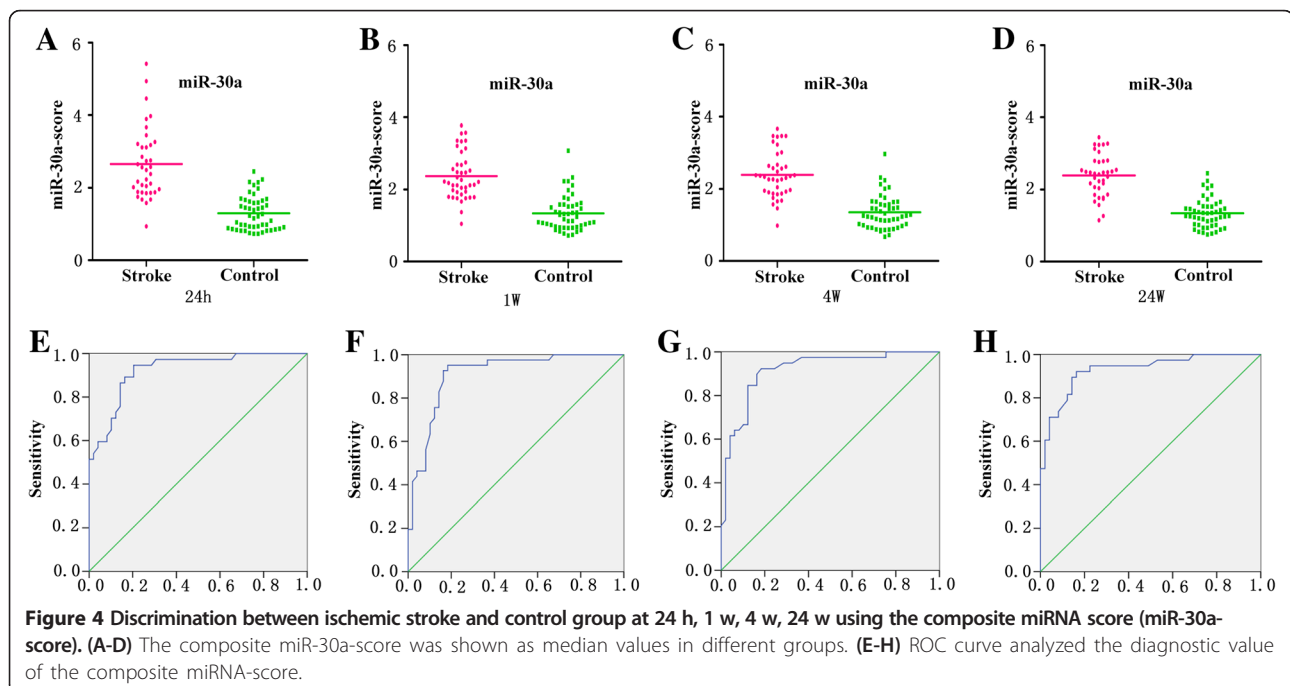 A
B
C
D
6
4
2
0
miR-30a-score
miR-30a
Stroke
Control
24h
6
4
2
0
miR-30a-score
miR-30a
Stroke
Control
1W
6
4
2
0
miR-30a-score
miR-30a
Stroke
Control
4W
6
4
2
0
miR-30a-score
miR-30a
Stroke
Control
24W
E
1.0
0.8
0.6
0.4
0.2
0.0
Sensitivity
0.0 0.2 0.4 0.6 0.8 1.0
F
1.0
0.8
0.6
0.4
0.2
0.0
Sensitivity
0.0 0.2 0.4 0.6 0.8 1.0
G
1.0
0.8
0.6
0.4
0.2
0.0
Sensitivity
0.0 0.2 0.4 0.6 0.8 1.0
H
1.0
0.8
0.6
0.4
0.2
0.0
Sensitivity
0.0 0.2 0.4 0.6 0.8 1.0
Figure 4 Discrimination between ischemic stroke and control group at 24 h, 1 w, 4 w, 24 w using the composite miRNA score (miR-30a-
score). (A-D) The composite miR-30a-score was shown as median values in different groups. (E-H) ROC curve analyzed the diagnostic value
of the composite miRNA-score.